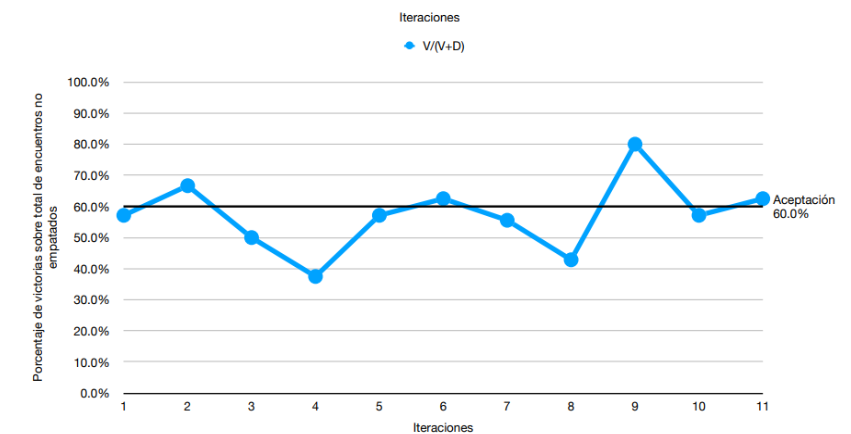 Iteraciones
V/(V+D)
Porcentaje de victorias sobre total de encuentros no
empatados
100.0%
90.0%
80.0%
70.0%
60.0%
50.0%
40.0%
30.0%
20.0%
10.0%
0.0%
Aceptación
60.0%
1 2 3 4 5 6 7 8 9 10 11
Iteraciones